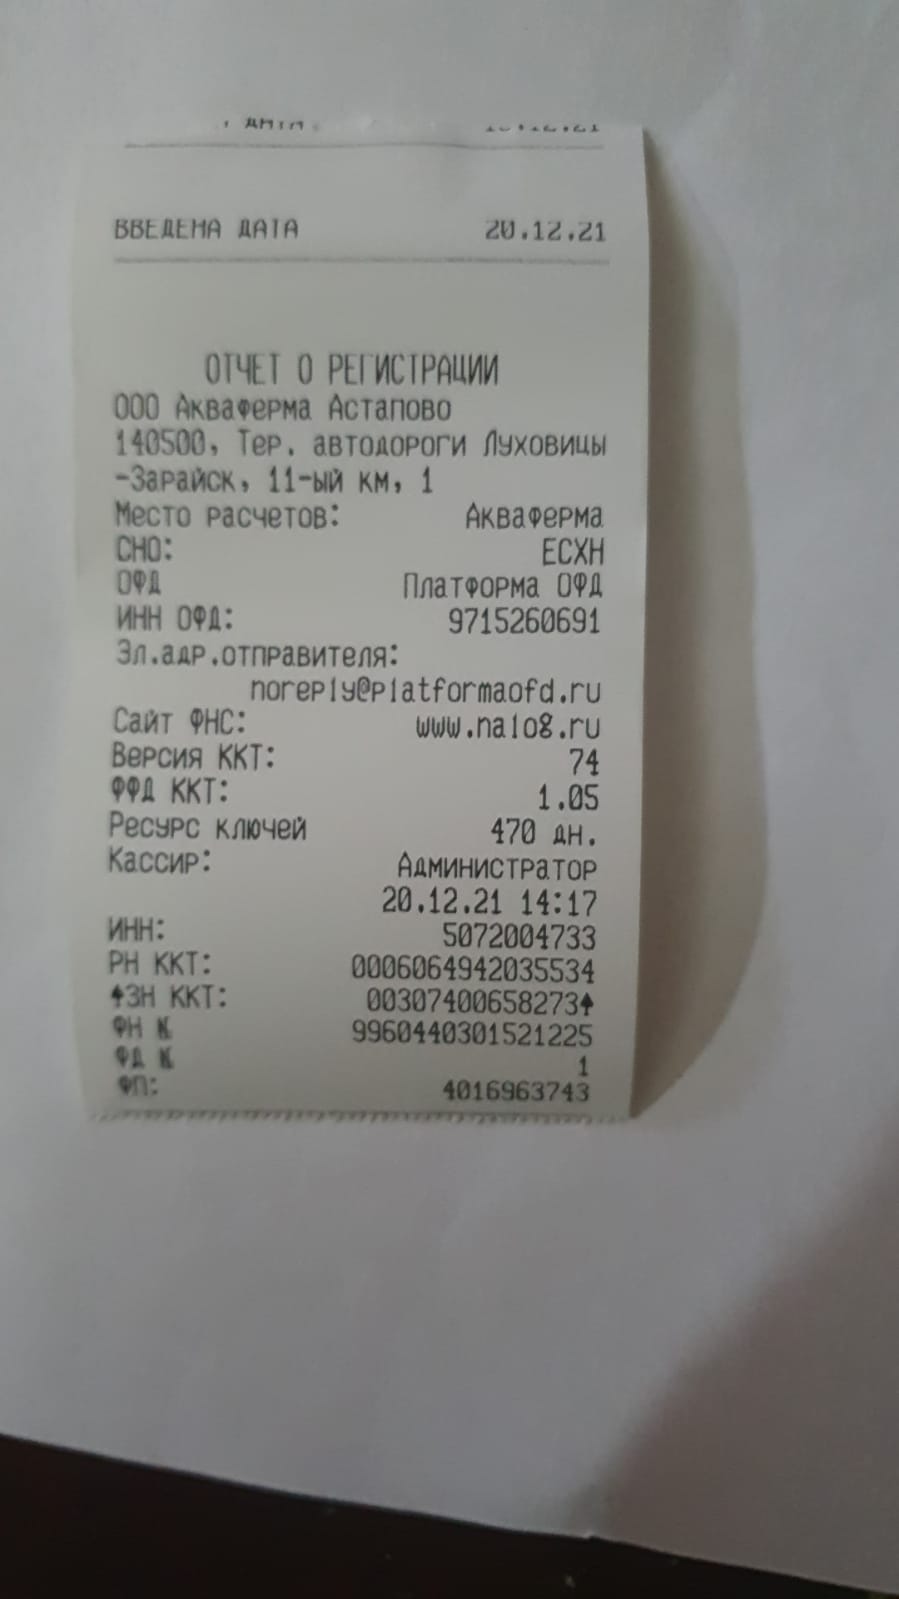 ВВЕДЕНА ДАТА 20.12.21
ОТЧЕТ О РЕГИСТРАЦИИ
ООО Акваферма Астапово
140500, Тер. автодороги Луховицы
-Зарайск, 11-ый км, 1
Место расчетов: Акваферма
СНО: ЕСХН
ОФД Платформа ОФД
ИНН ОФД: 9715260691
Эл.адр.отправителя:
noreply@platformaofd.ru
Сайт ФНС: www.nalog.ru
Версия ККТ: 74
ФФД ККТ: 1.05
Ресурс ключей 470 дн.
Кассир: Администратор
20.12.21 14:17
ИНН: 5072004733
РН ККТ: 0006064942035534
↑ЗН ККТ: 00307400658273↑
ФН № 9960440301521225
ФД № 1
ФП: 4016963743